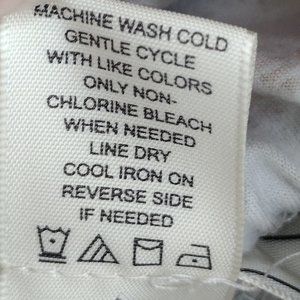 MACHINE WASH COLD
GENTLE CYCLE
WITH LIKE COLORS
ONLY NON-
CHLORINE BLEACH
WHEN NEEDED
LINE DRY
COOL IRON ON
REVERSE SIDE
IF NEEDED